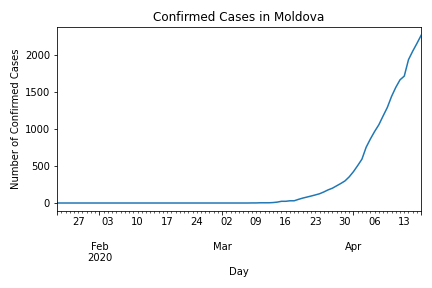 Confirmed Cases in Moldova
Number of Confirmed Cases
2000
1500
1000
500
0
27 03 10 17 24 02 09 16 23 30 06 13
Feb Mar Apr
2020
Day